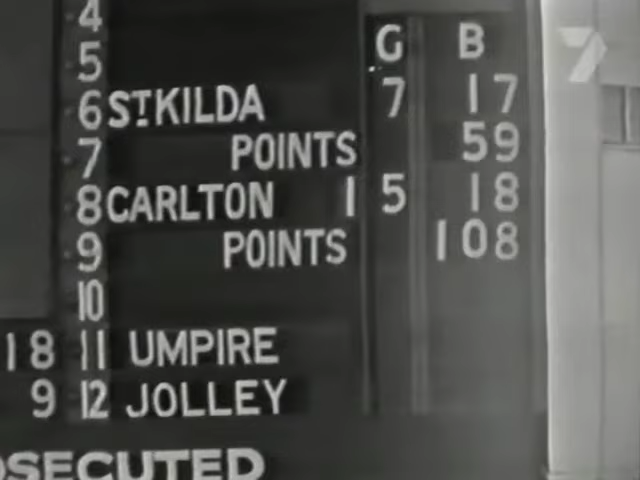 4
G B
5
6 ST KILDA 7 17
7 POINTS 59
8 CARLTON 15 18
9 POINTS 108
10
18 11 UMPIRE
9 12 JOLLEY
OSECUTED
7